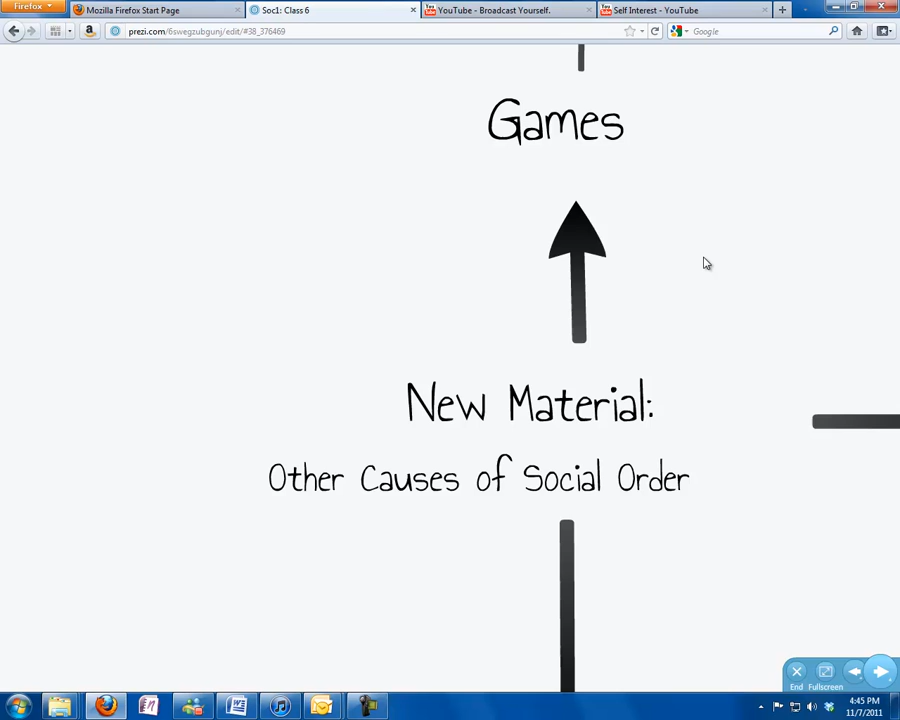 Firefox
Mozilla Firefox Start Page
Soc1: Class 6
YouTube - Broadcast Yourself.
Self Interest - YouTube
prezi.com/6swegzubgunj/edit/#38_376469
Google
Games
New Material:
Other Causes of Social Order
End
Fullscreen
4:45 PM
11/7/2011